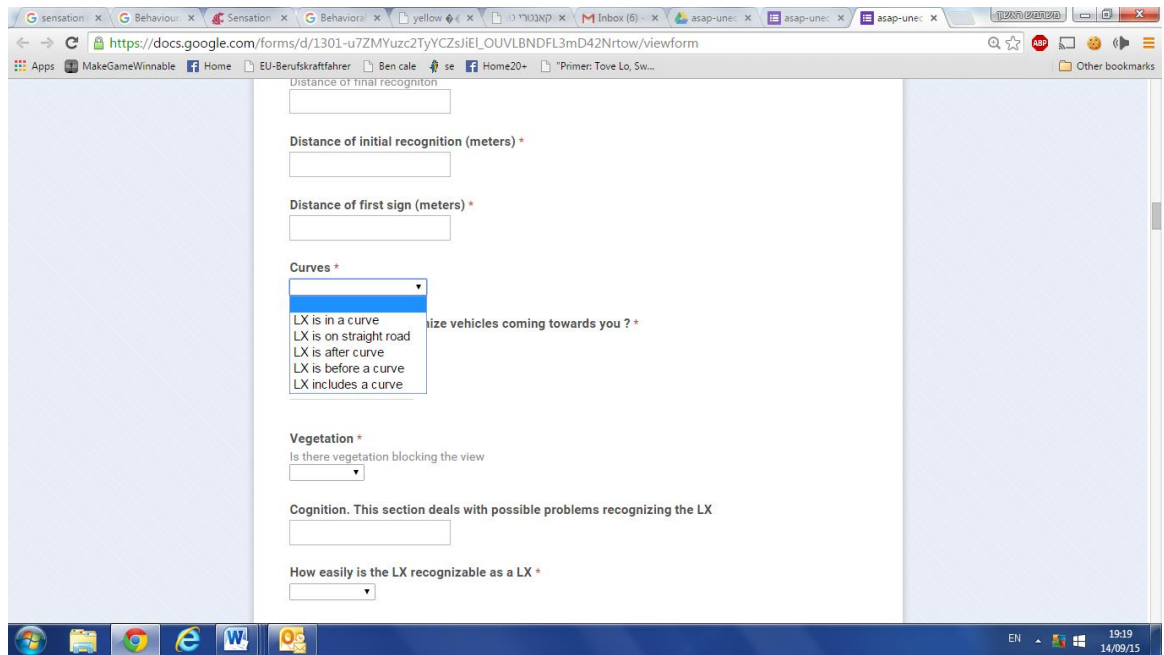 sensation
Behaviour
Sensation
Behavioral
yellow
קאנטרי נוו
Inbox (6) -
asap-unec
asap-unec
asap-unec
משתמש ראשון
https://docs.google.com/forms/d/1301-u7ZMYuzc2TyYCZsJiEl_OUVLBNDFL3mD42Nrtow/viewform
ABP
Apps MakeGameWinnable Home EU-Berufskraftfahrer Ben cale se Home20+ "Primer: Tove Lo, Sw... Other bookmarks
Distance of final recogniton
Distance of initial recognition (meters) *
Distance of first sign (meters) *
Curves *
nize vehicles coming towards you ? *
LX is in a curve
LX is on straight road
LX is after curve
LX is before a curve
LX includes a curve
Vegetation *
Is there vegetation blocking the view
Cognition. This section deals with possible problems recognizing the LX
How easily is the LX recognizable as a LX *
EN
19:19
14/09/15